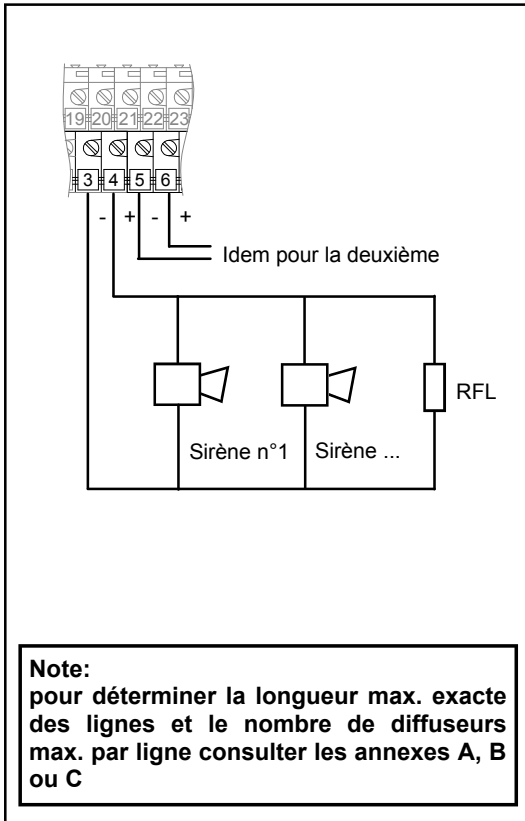 19 20 21 22 23
3 4 5 6
- + - +
Idem pour la deuxième
RFL
Sirène n°1 Sirène ...
Note:
pour déterminer la longueur max. exacte
des lignes et le nombre de diffuseurs
max. par ligne consulter les annexes A, B
ou C